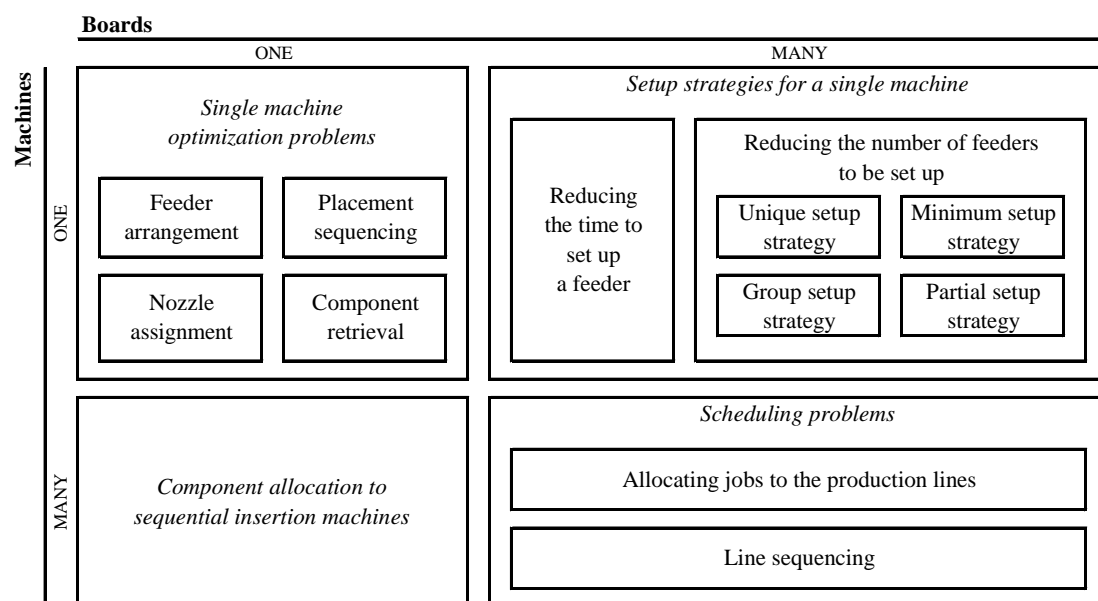 Boards
ONE
MANY
Machines
ONE
Single machine
optimization problems
Feeder
arrangement
Placement
sequencing
Nozzle
assignment
Component
retrieval
Setup strategies for a single machine
Reducing
the time to
set up
a feeder
Reducing the number of feeders
to be set up
Unique setup
strategy
Minimum setup
strategy
Group setup
strategy
Partial setup
strategy
MANY
Component allocation to
sequential insertion machines
Scheduling problems
Allocating jobs to the production lines
Line sequencing